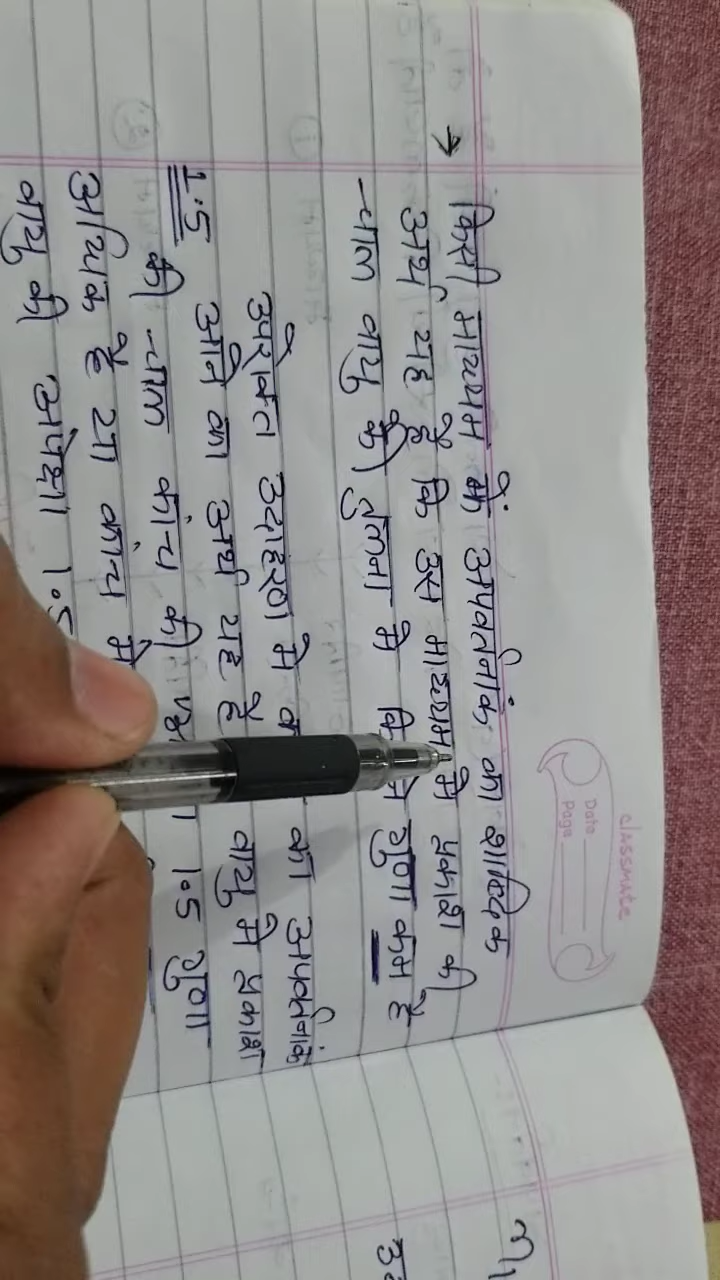 classmate
Date
Page
→ किसी माध्यम के अपवर्तनांक का शाब्दिक
अर्थ यह है कि उस माध्यम मे प्रकाश की
चाल वायु की तुलना मे गुणा कम है
उपरोक्त उदाहरण मे का अपवर्तनांक
1.5 आने का अर्थ यह है वायु मे प्रकाश
की चाल कांच की 1.5 गुणा
अधिक है या कांच मे
वायु की अपेक्षा 1.5